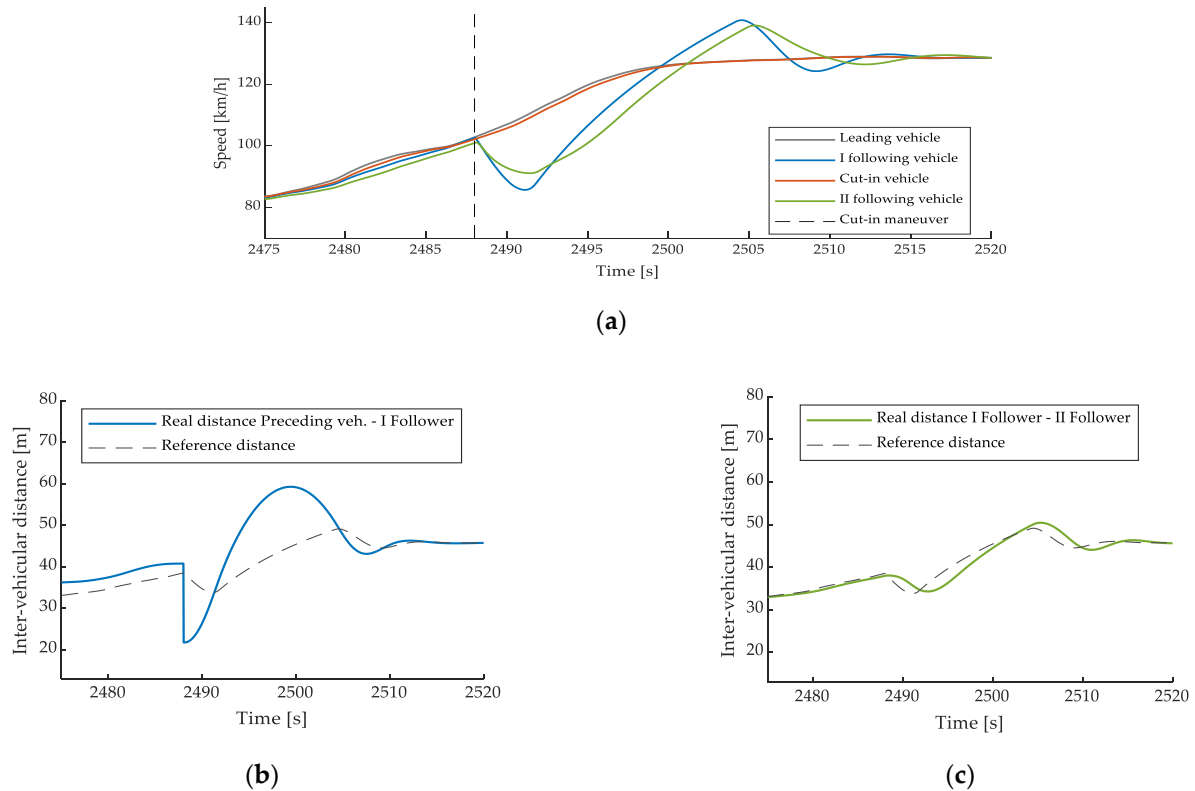 140
120
100
80
Speed [km/h]
Leading vehicle
I following vehicle
Cut-in vehicle
II following vehicle
Cut-in maneuver
2475 2480 2485 2490 2495 2500 2505 2510 2515 2520
Time [s]
(a)
80
70
60
50
40
30
20
Inter-vehicular distance [m]
Real distance Preceding veh. - I Follower
Reference distance
2480 2490 2500 2510 2520
Time [s]
(b)
80
70
60
50
40
30
20
Inter-vehicular distance [m]
Real distance I Follower - II Follower
Reference distance
2480 2490 2500 2510 2520
Time [s]
(c)